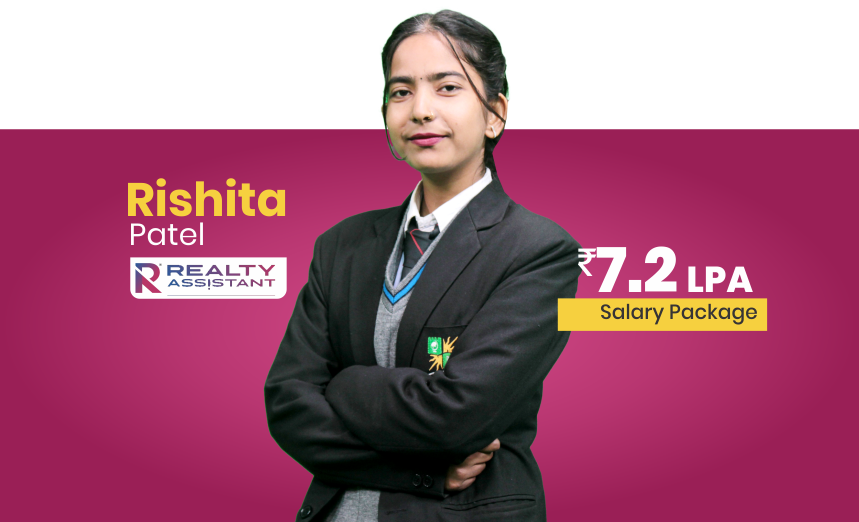 Rishita
Patel
REALTY
ASSISTANT
₹7.2 LPA
Salary Package